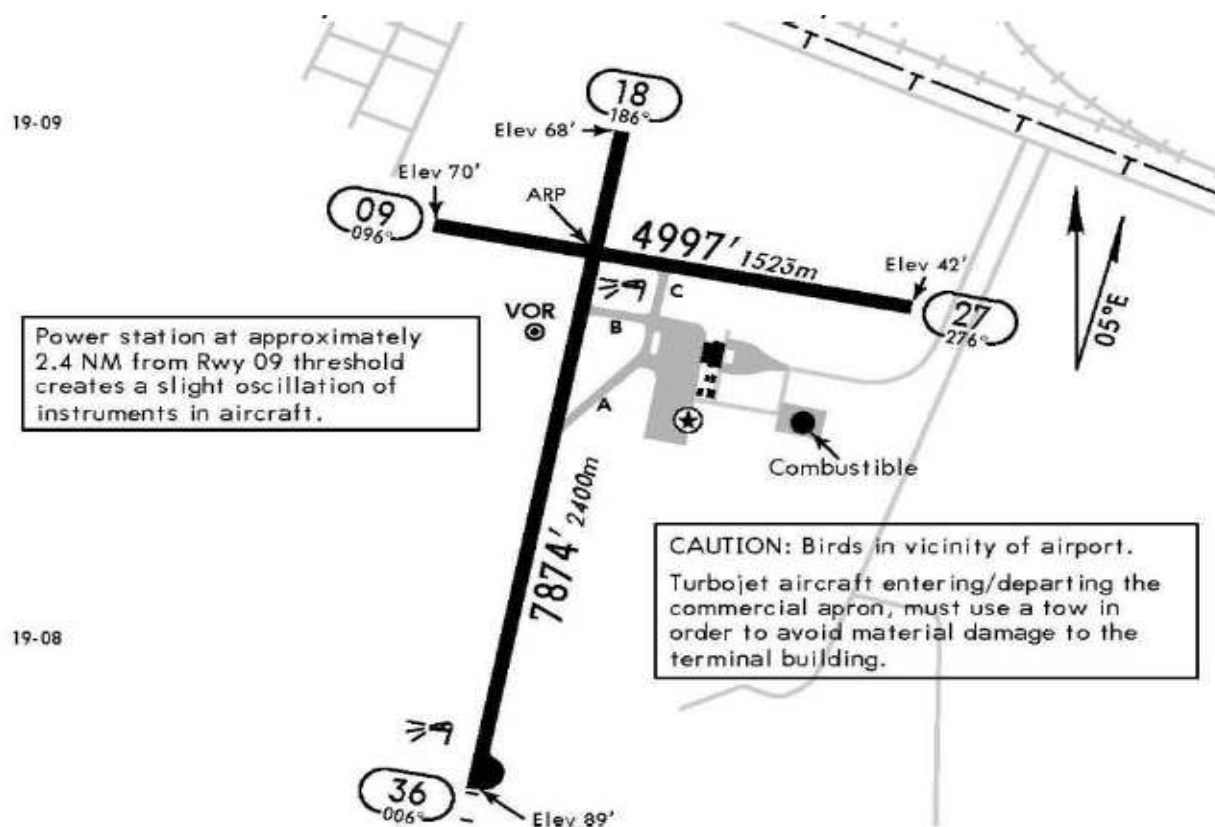 18
186°
19-09
Elev 68'
Elev 70'
ARP
09
096°
4997' 1523m
Elev 42'
C
VOR
27
276°
05°E
B
Power station at approximately
2.4 NM from Rwy 09 threshold
creates a slight oscillation of
instruments in aircraft.
A
Combustible
7874' 2400m
CAUTION: Birds in vicinity of airport.
Turbojet aircraft entering/departing the
commercial apron, must use a tow in
order to avoid material damage to the
terminal building.
19-08
36
006°
Elev 89'
T
T
T
T